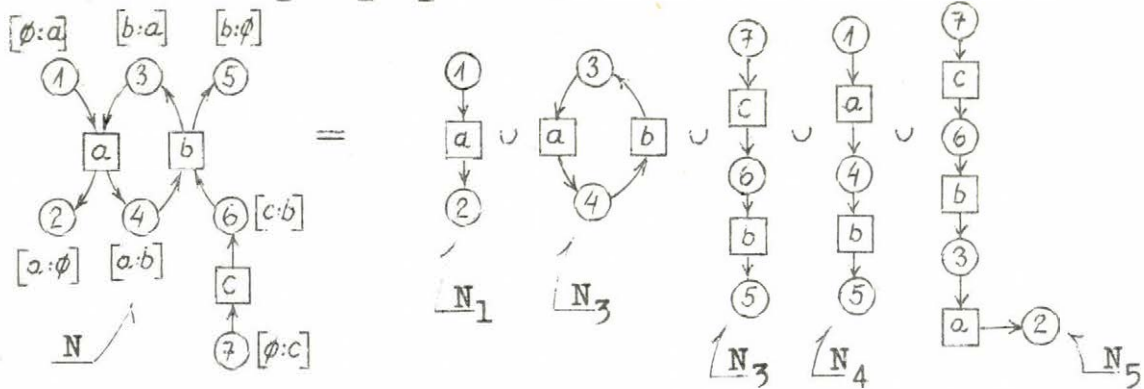 [ø:a] [b:a] [b:ø] 7 1 7
1 3 5 1 3 c a c
a b = a ∪ a b ∪ 6 ∪ 4 ∪ 6
2 4 6 [c:b] 2 4 b b b
[a:ø] [a:b] c 5 5 3
N 7 [ø:c] N1 N3 N3 N4 a 2 N5